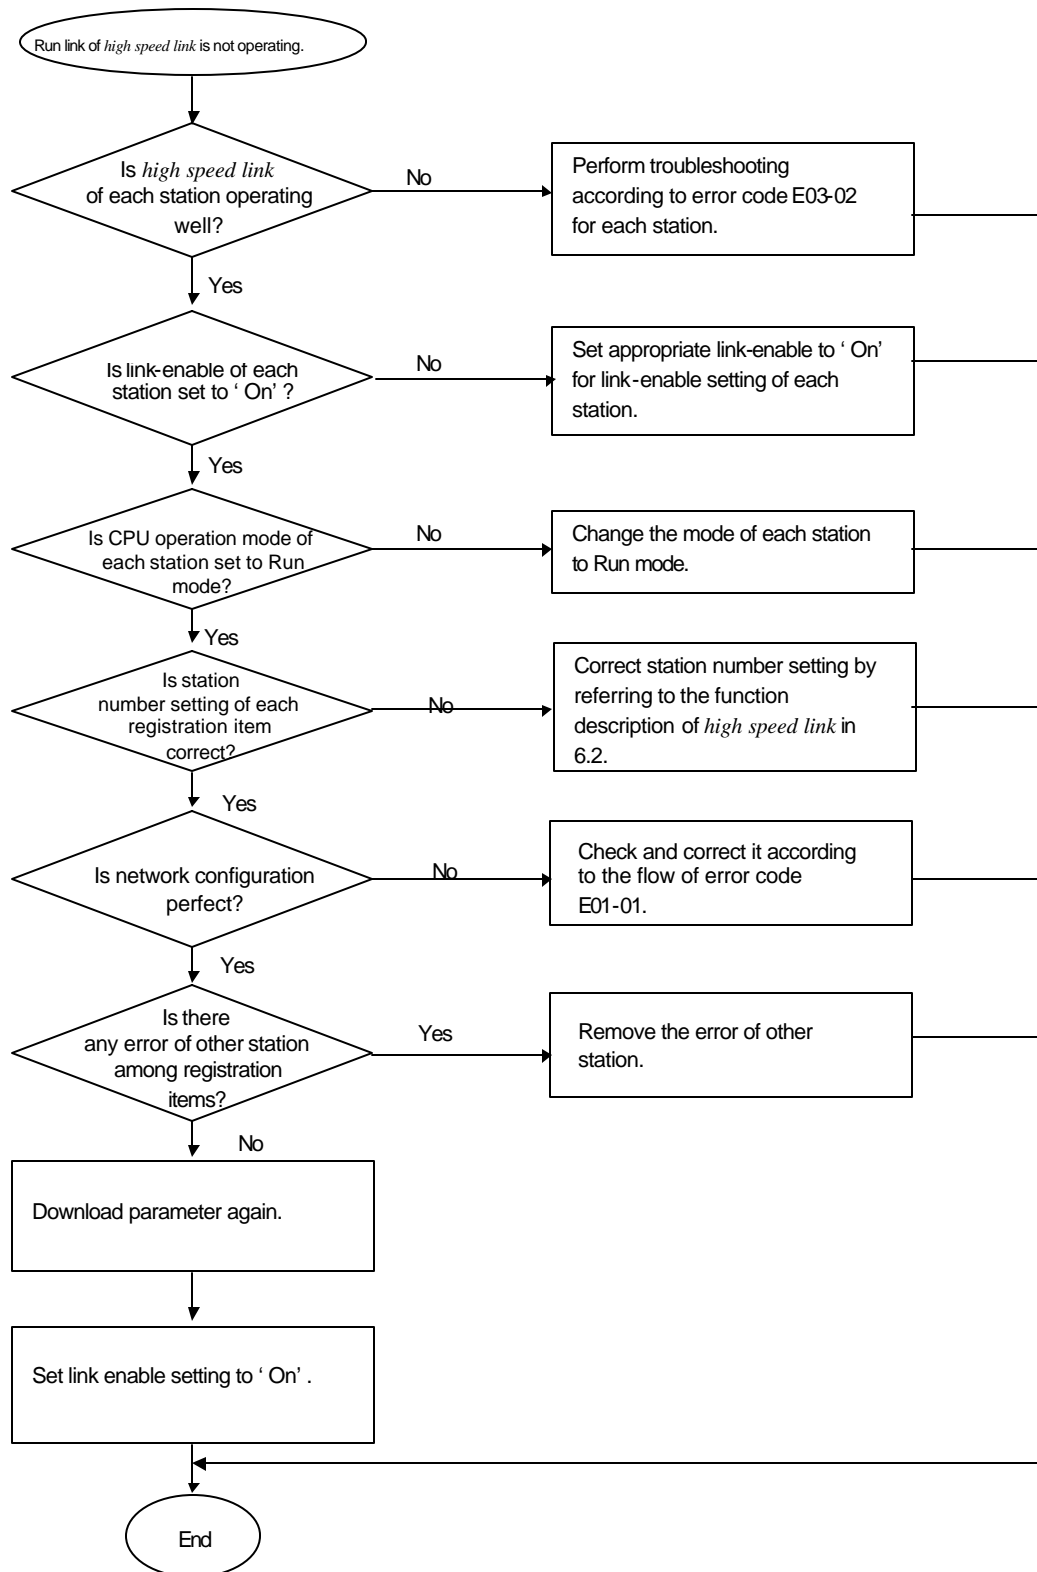 Run link of high speed link is not operating.
Is high speed link
of each station operating
well?
No
Perform troubleshooting
according to error code E03-02
for each station.
Yes
Is link-enable of each
station set to ‘ On’ ?
No
Set appropriate link-enable to ‘ On’
for link-enable setting of each
station.
Yes
Is CPU operation mode of
each station set to Run
mode?
No
Change the mode of each station
to Run mode.
Yes
Is station
number setting of each
registration item
correct?
No
Correct station number setting by
referring to the function
description of high speed link in
6.2.
Yes
Is network configuration
perfect?
No
Check and correct it according
to the flow of error code
E01-01.
Yes
Is there
any error of other station
among registration
items?
Yes
Remove the error of other
station.
No
Download parameter again.
Set link enable setting to ‘ On’ .
End